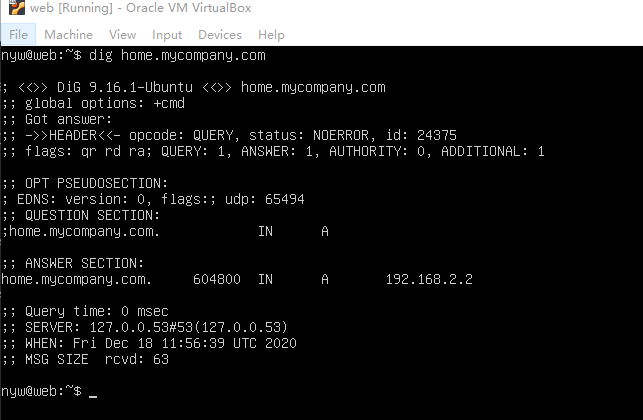 web [Running] - Oracle VM VirtualBox
File Machine View Input Devices Help
nyw@web:~$ dig home.mycompany.com
; <<>> DiG 9.16.1-Ubuntu <<>> home.mycompany.com
;; global options: +cmd
;; Got answer:
;; ->>HEADER<<- opcode: QUERY, status: NOERROR, id: 24375
;; flags: qr rd ra; QUERY: 1, ANSWER: 1, AUTHORITY: 0, ADDITIONAL: 1
;; OPT PSEUDOSECTION:
; EDNS: version: 0, flags:; udp: 65494
;; QUESTION SECTION:
;home.mycompany.com. IN A
;; ANSWER SECTION:
home.mycompany.com. 604800 IN A 192.168.2.2
;; Query time: 0 msec
;; SERVER: 127.0.0.53#53(127.0.0.53)
;; WHEN: Fri Dec 18 11:56:39 UTC 2020
;; MSG SIZE rcvd: 63
nyw@web:~$ _